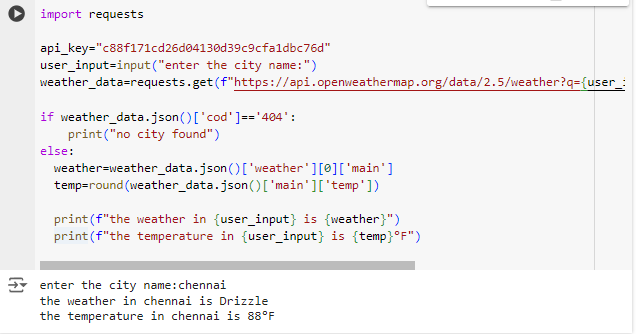 import requests
api_key="c88f171cd26d04130d39c9cfa1dbc76d"
user_input=input("enter the city name:")
weather_data=requests.get(f"https://api.openweathermap.org/data/2.5/weather?q={user_i
if weather_data.json()['cod']=='404':
    print("no city found")
else:
  weather=weather_data.json()['weather'][0]['main']
  temp=round(weather_data.json()['main']['temp'])
  print(f"the weather in {user_input} is {weather}")
  print(f"the temperature in {user_input} is {temp}°F")
enter the city name:chennai
the weather in chennai is Drizzle
the temperature in chennai is 88°F